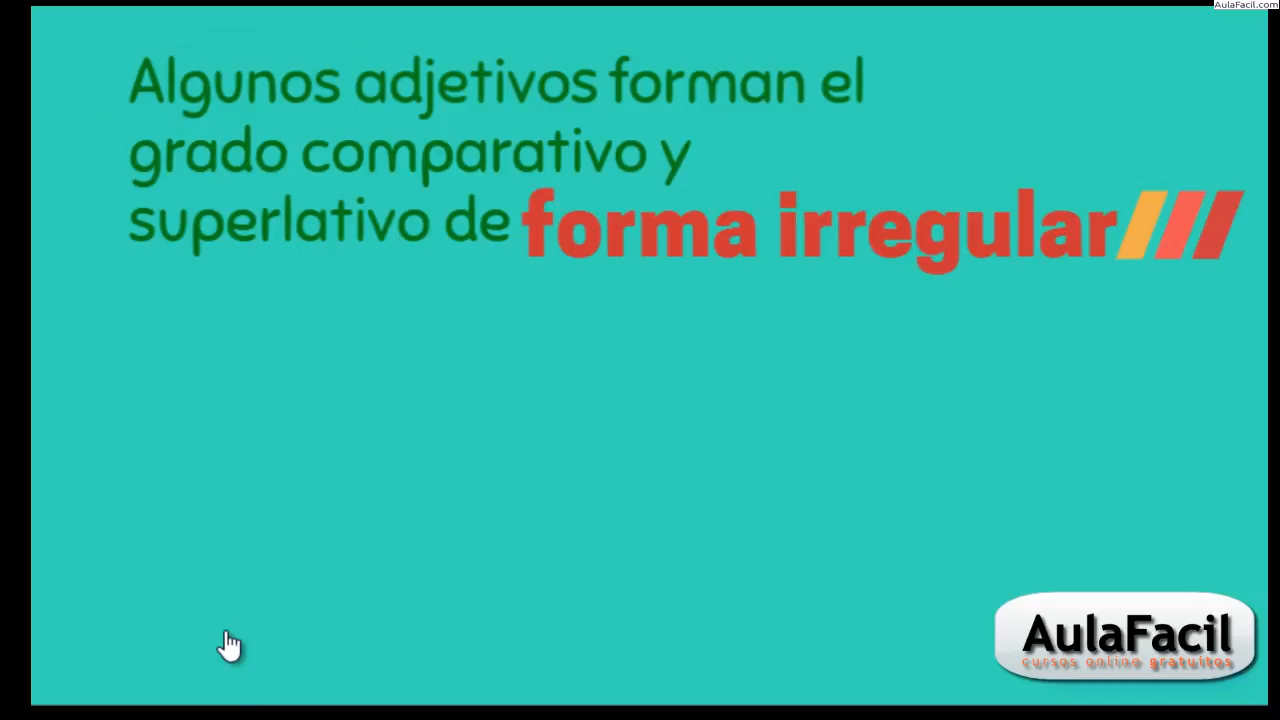 AulaFacil.com
Algunos adjetivos forman el
grado comparativo y
superlativo de forma irregular
AulaFacil
cursos online gratuitos